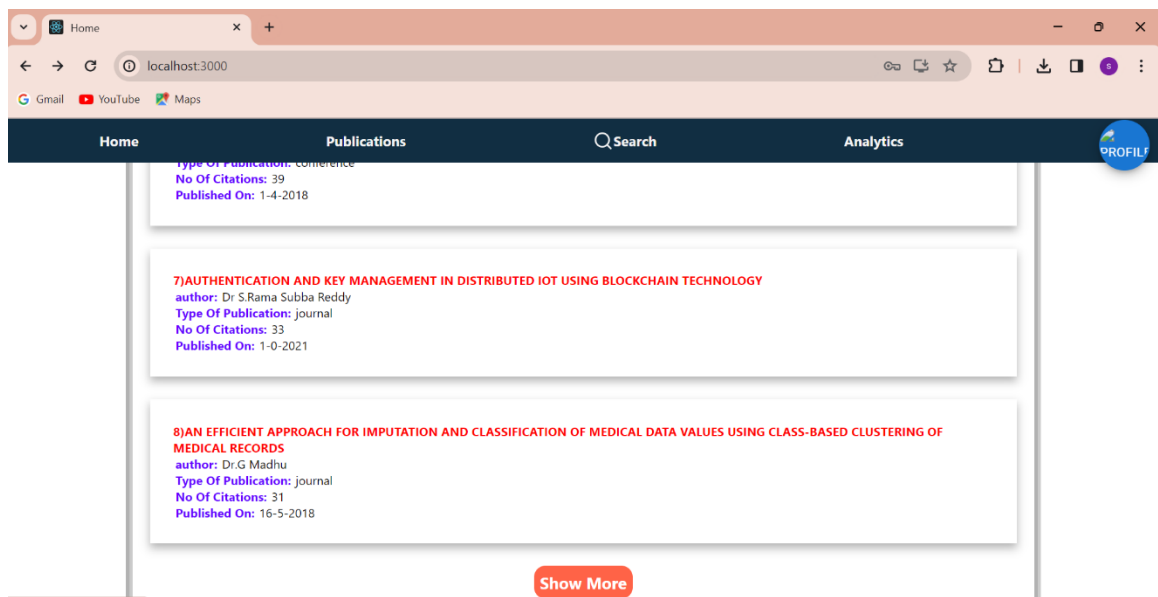 Home
localhost:3000
Gmail YouTube Maps
Home Publications Search Analytics
PROFILE
Type Of Publication: conference
No Of Citations: 39
Published On: 1-4-2018
7)AUTHENTICATION AND KEY MANAGEMENT IN DISTRIBUTED IOT USING BLOCKCHAIN TECHNOLOGY
author: Dr S.Rama Subba Reddy
Type Of Publication: journal
No Of Citations: 33
Published On: 1-0-2021
8)AN EFFICIENT APPROACH FOR IMPUTATION AND CLASSIFICATION OF MEDICAL DATA VALUES USING CLASS-BASED CLUSTERING OF
MEDICAL RECORDS
author: Dr.G Madhu
Type Of Publication: journal
No Of Citations: 31
Published On: 16-5-2018
Show More